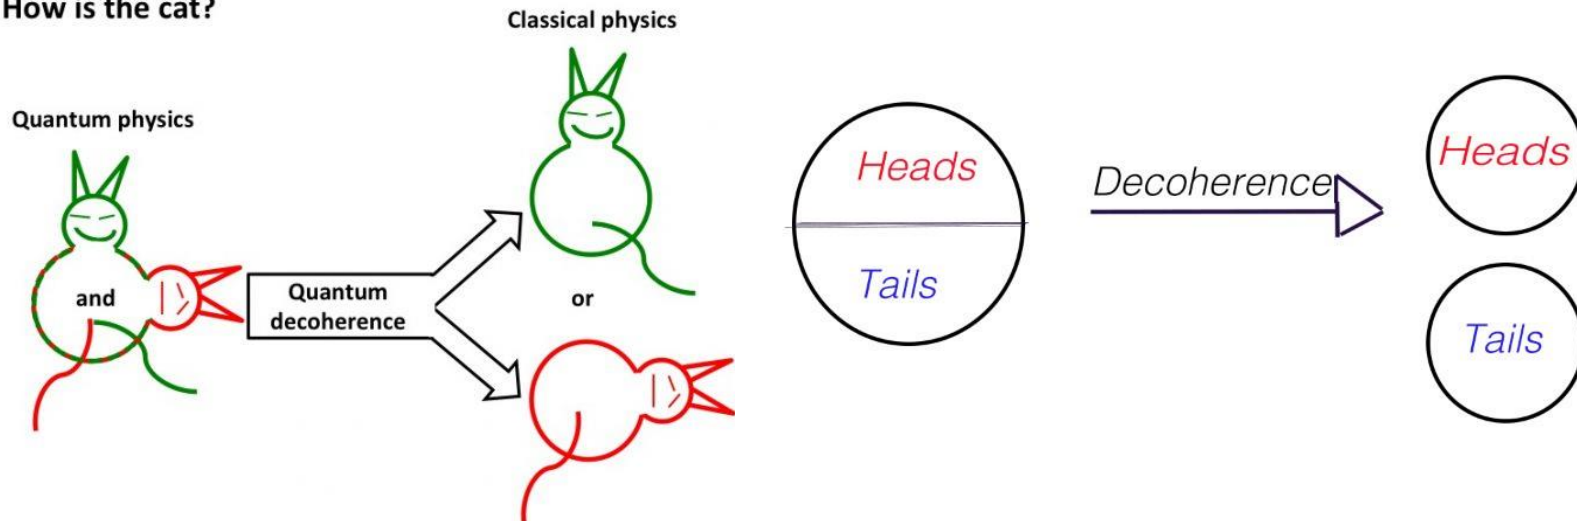 How is the cat?
Classical physics
Quantum physics
and
Quantum
decoherence
or
Heads
Tails
Decoherence
Heads
Tails